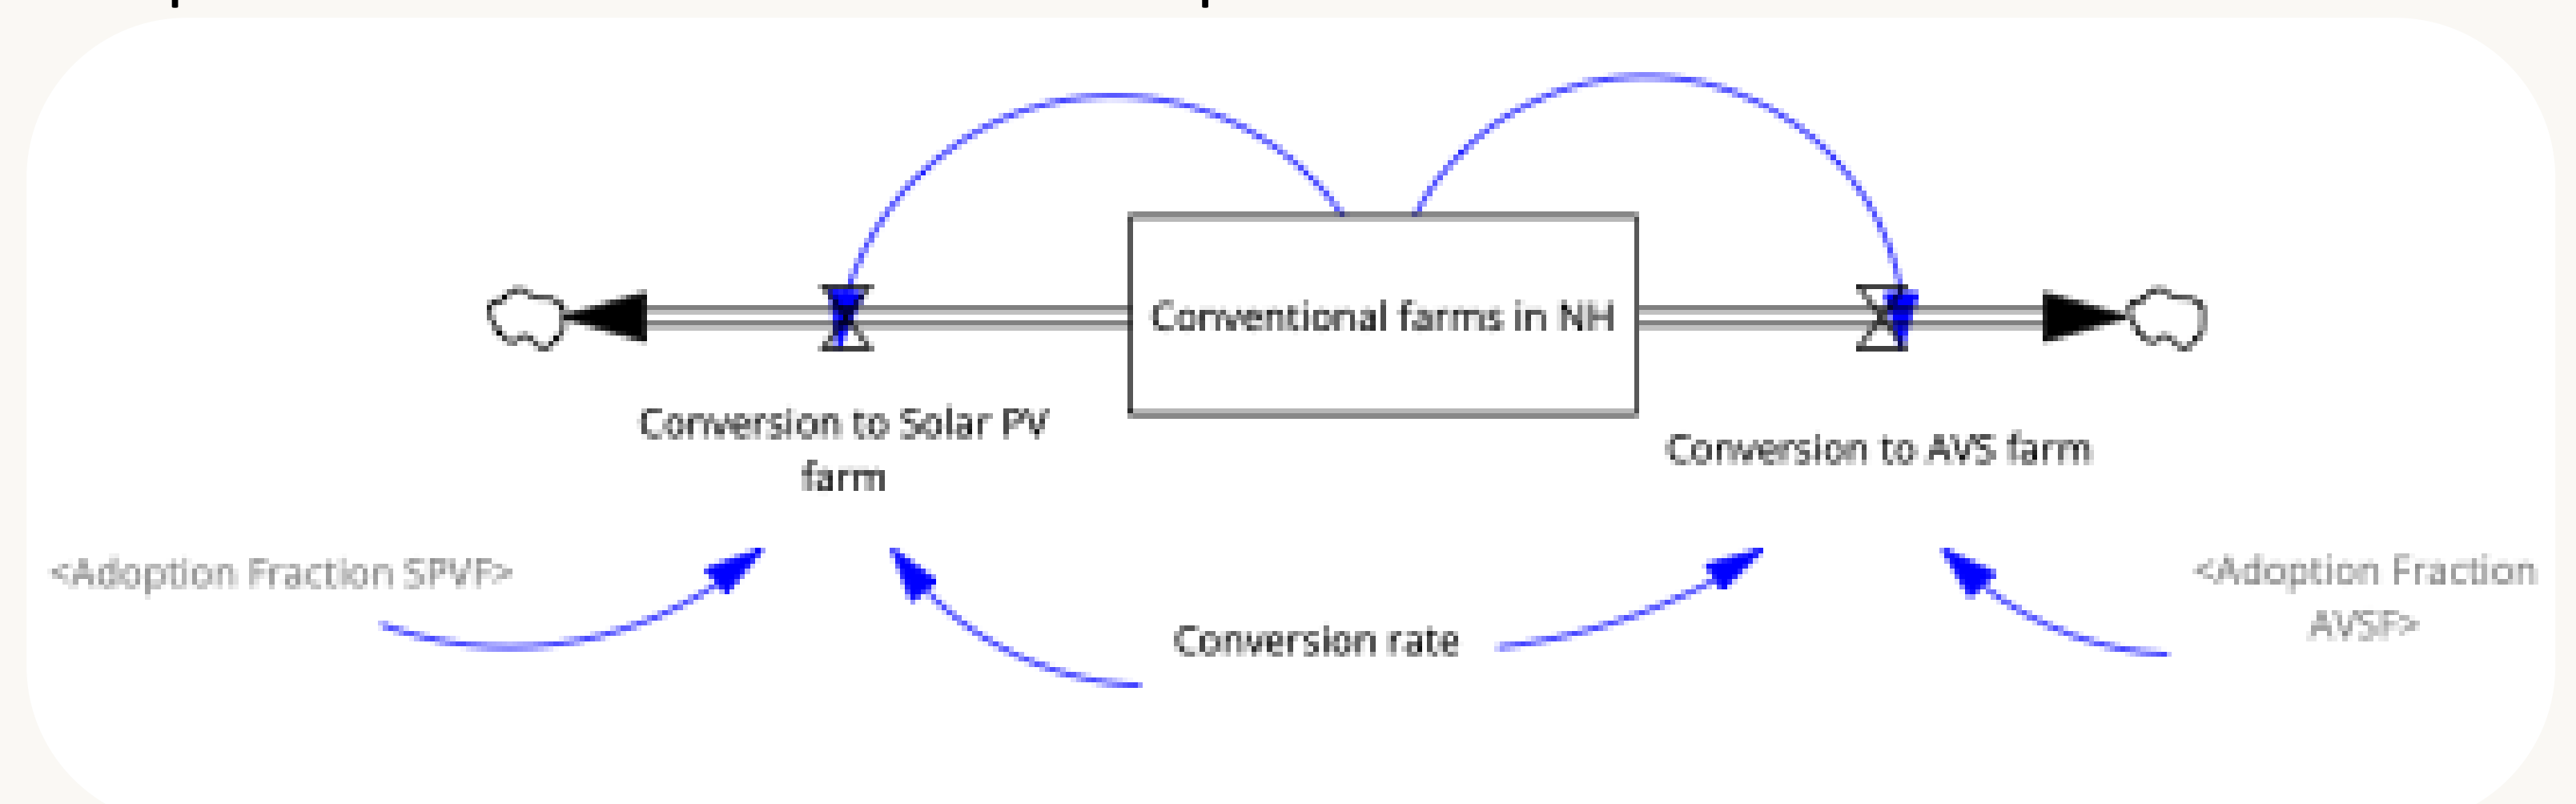 Conventional farms in NH
Conversion to Solar PV
farm
Conversion to AVS farm
<Adoption Fraction SPVF>
<Adoption Fraction
AVSF>
Conversion rate